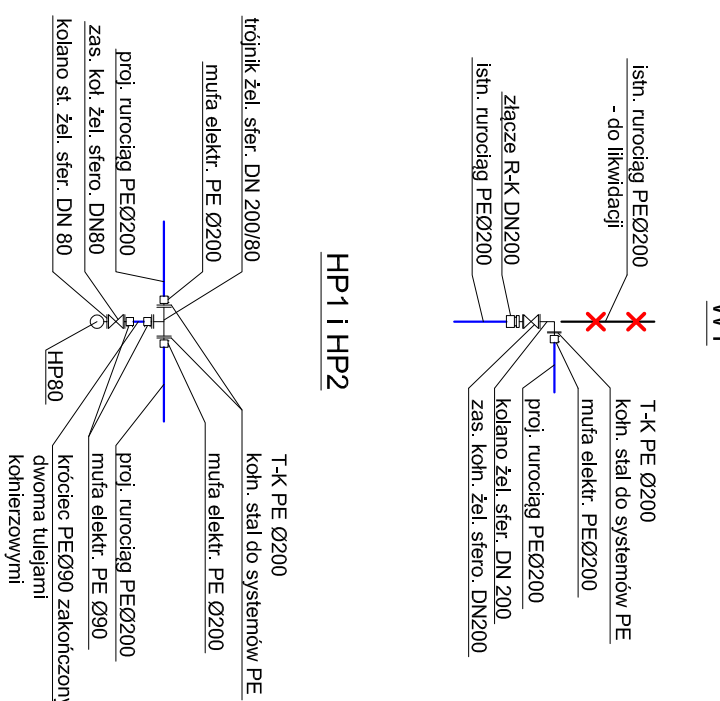 W1
istn. rurociąg PEØ200
- do likwidacji
złącze R-K DN200
istn. rurociąg PEØ200
T-K PE Ø200
kołn. stal do systemów PE
mufa elektr. PEØ200
proj. rurociąg PEØ200
kolano żel. sfer. DN 200
zas. kołn. żel. sfero. DN200
HP1 i HP2
trójnik żel. sfer. DN 200/80
mufa elektr. PE Ø200
proj. rurociąg PEØ200
zas. koł. żel. sfero. DN80
kolano st. żel. sfer. DN 80
HP80
T-K PE Ø200
kołn. stal do systemów PE
mufa elektr. PE Ø200
proj. rurociąg PEØ200
mufa elektr. PE Ø90
króciec PEØ90 zakończony
dwoma tulejami
kołnierzowymi